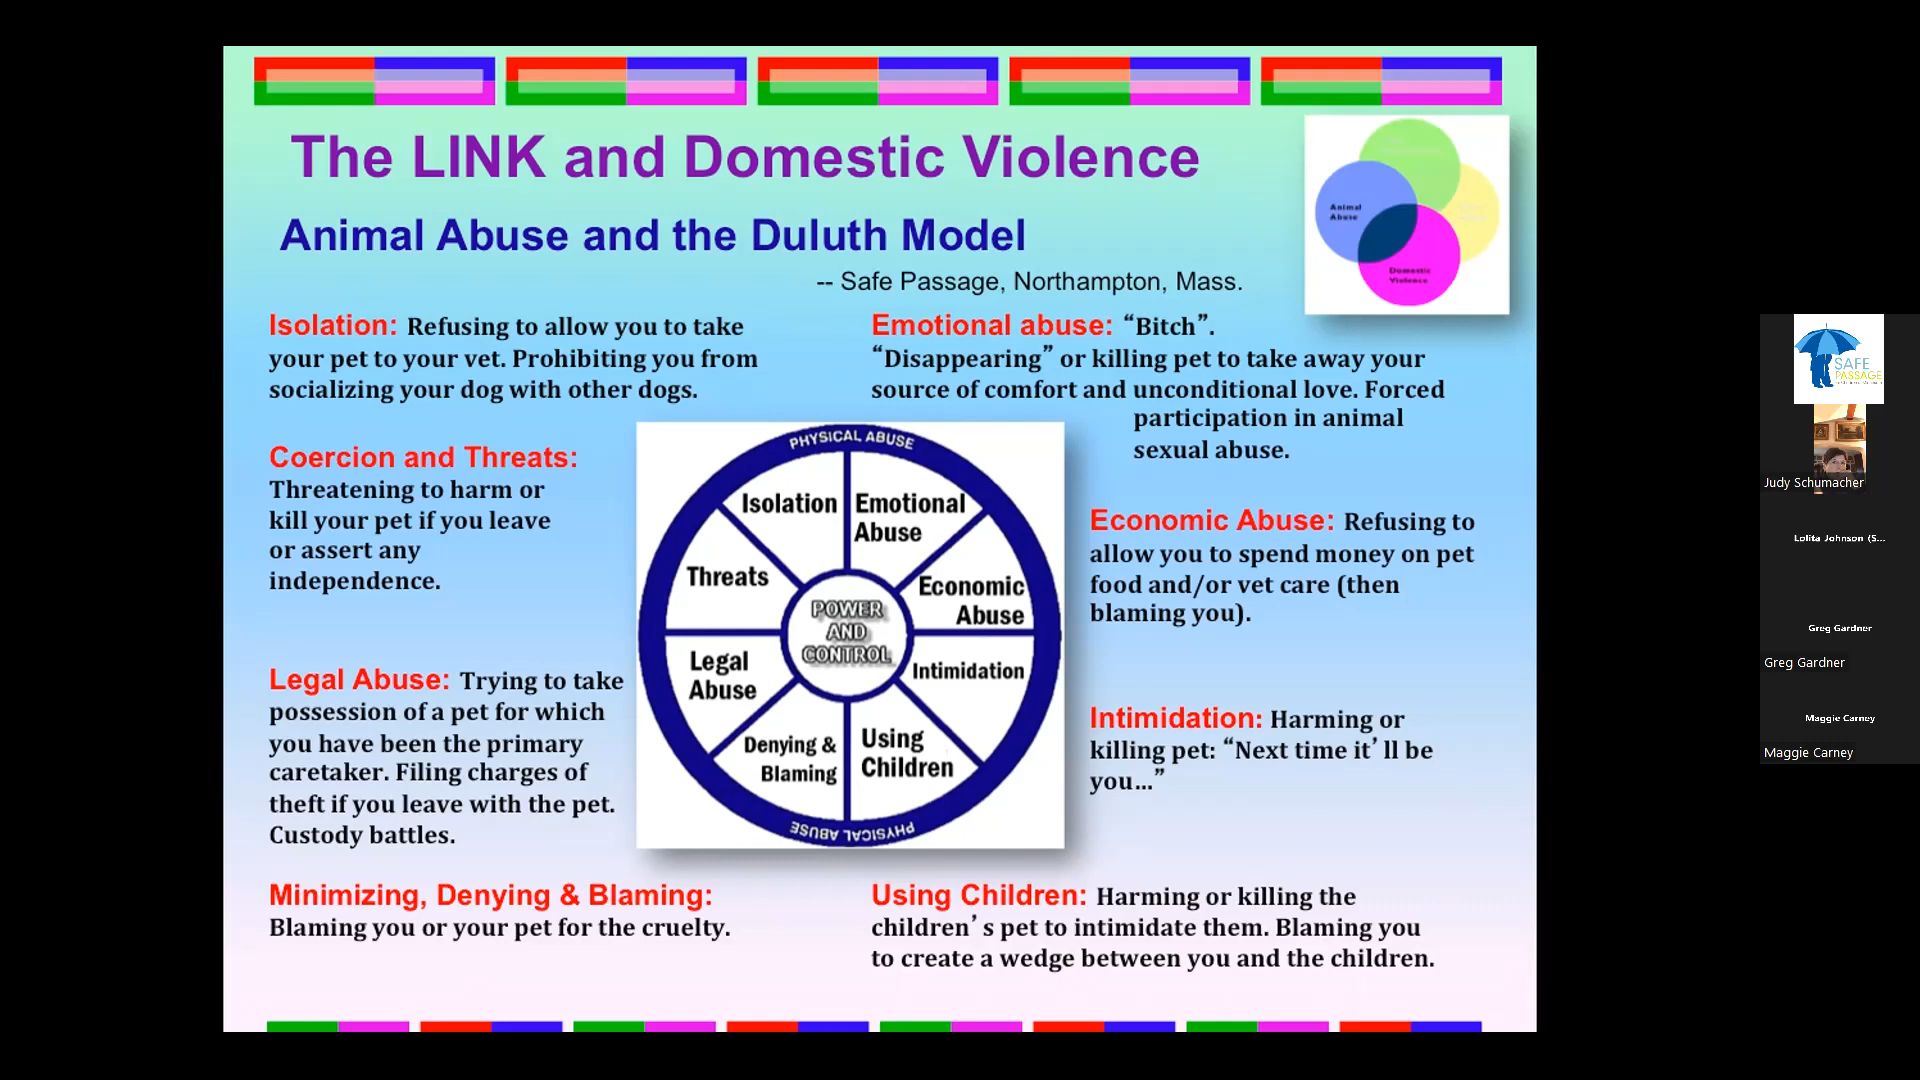 The LINK and Domestic Violence
Animal Abuse and the Duluth Model
-- Safe Passage, Northampton, Mass.
Animal
Abuse
Domestic
Violence
Isolation: Refusing to allow you to take
your pet to your vet. Prohibiting you from
socializing your dog with other dogs.
Emotional abuse: “Bitch”.
“Disappearing” or killing pet to take away your
source of comfort and unconditional love. Forced
participation in animal
sexual abuse.
Coercion and Threats:
Threatening to harm or
kill your pet if you leave
or assert any
independence.
PHYSICAL ABUSE
Isolation
Emotional
Abuse
Threats
Economic
Abuse
POWER
AND
CONTROL
Legal
Abuse
Intimidation
Denying &
Blaming
Using
Children
PHYSICAL ABUSE
Economic Abuse: Refusing to
allow you to spend money on pet
food and/or vet care (then
blaming you).
Legal Abuse: Trying to take
possession of a pet for which
you have been the primary
caretaker. Filing charges of
theft if you leave with the pet.
Custody battles.
Intimidation: Harming or
killing pet: “Next time it’ll be
you...”
Minimizing, Denying & Blaming:
Blaming you or your pet for the cruelty.
Using Children: Harming or killing the
children’s pet to intimidate them. Blaming you
to create a wedge between you and the children.
SAFE
PASSAGE
Judy Schumacher
Lolita Johnson (S...
Greg Gardner
Greg Gardner
Maggie Carney
Maggie Carney